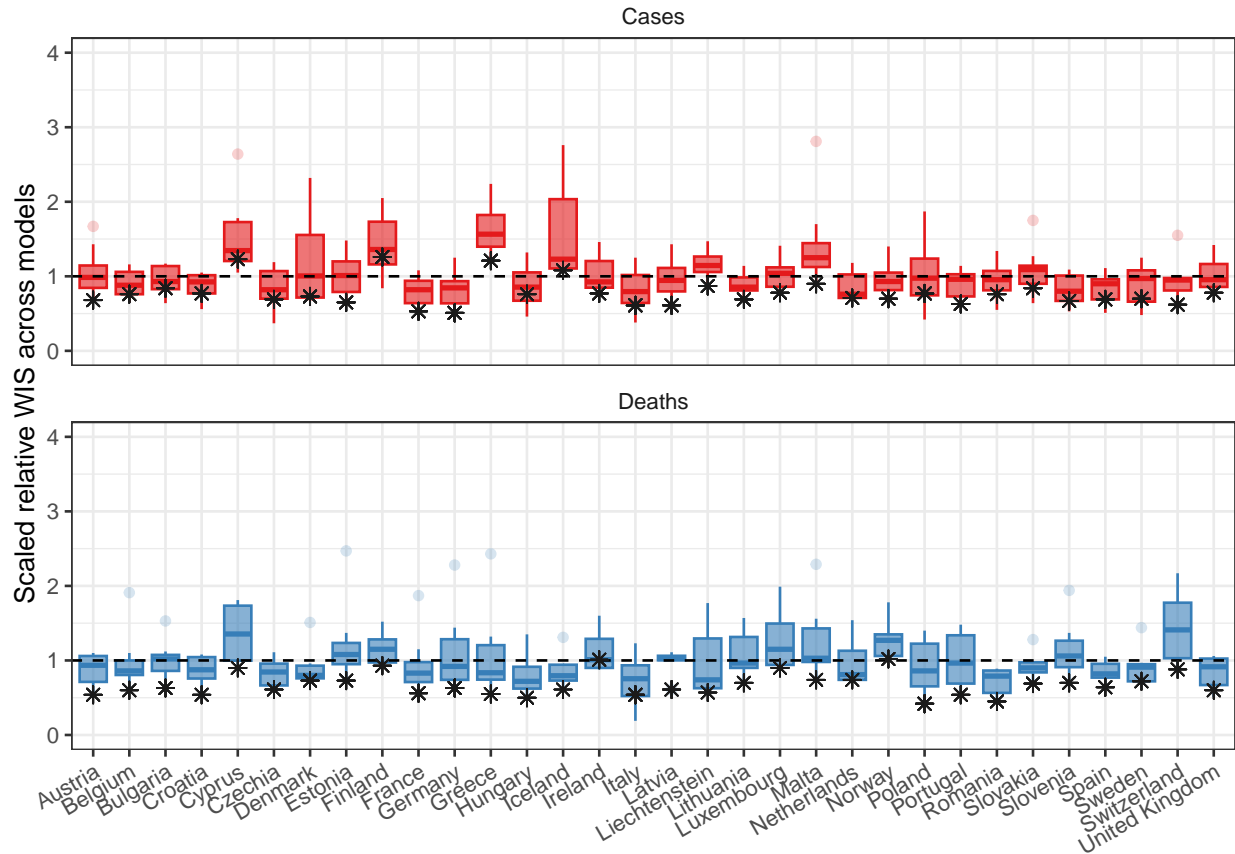 Cases
4
3
2
1
0
Scaled relative WIS across models
Deaths
4
3
2
1
0
Austria
Belgium
Bulgaria
Croatia
Cyprus
Czechia
Denmark
Estonia
Finland
France
Germany
Greece
Hungary
Iceland
Ireland
Italy
Latvia
Liechtenstein
Lithuania
Luxembourg
Malta
Netherlands
Norway
Poland
Portugal
Romania
Slovakia
Slovenia
Spain
Sweden
Switzerland
United Kingdom